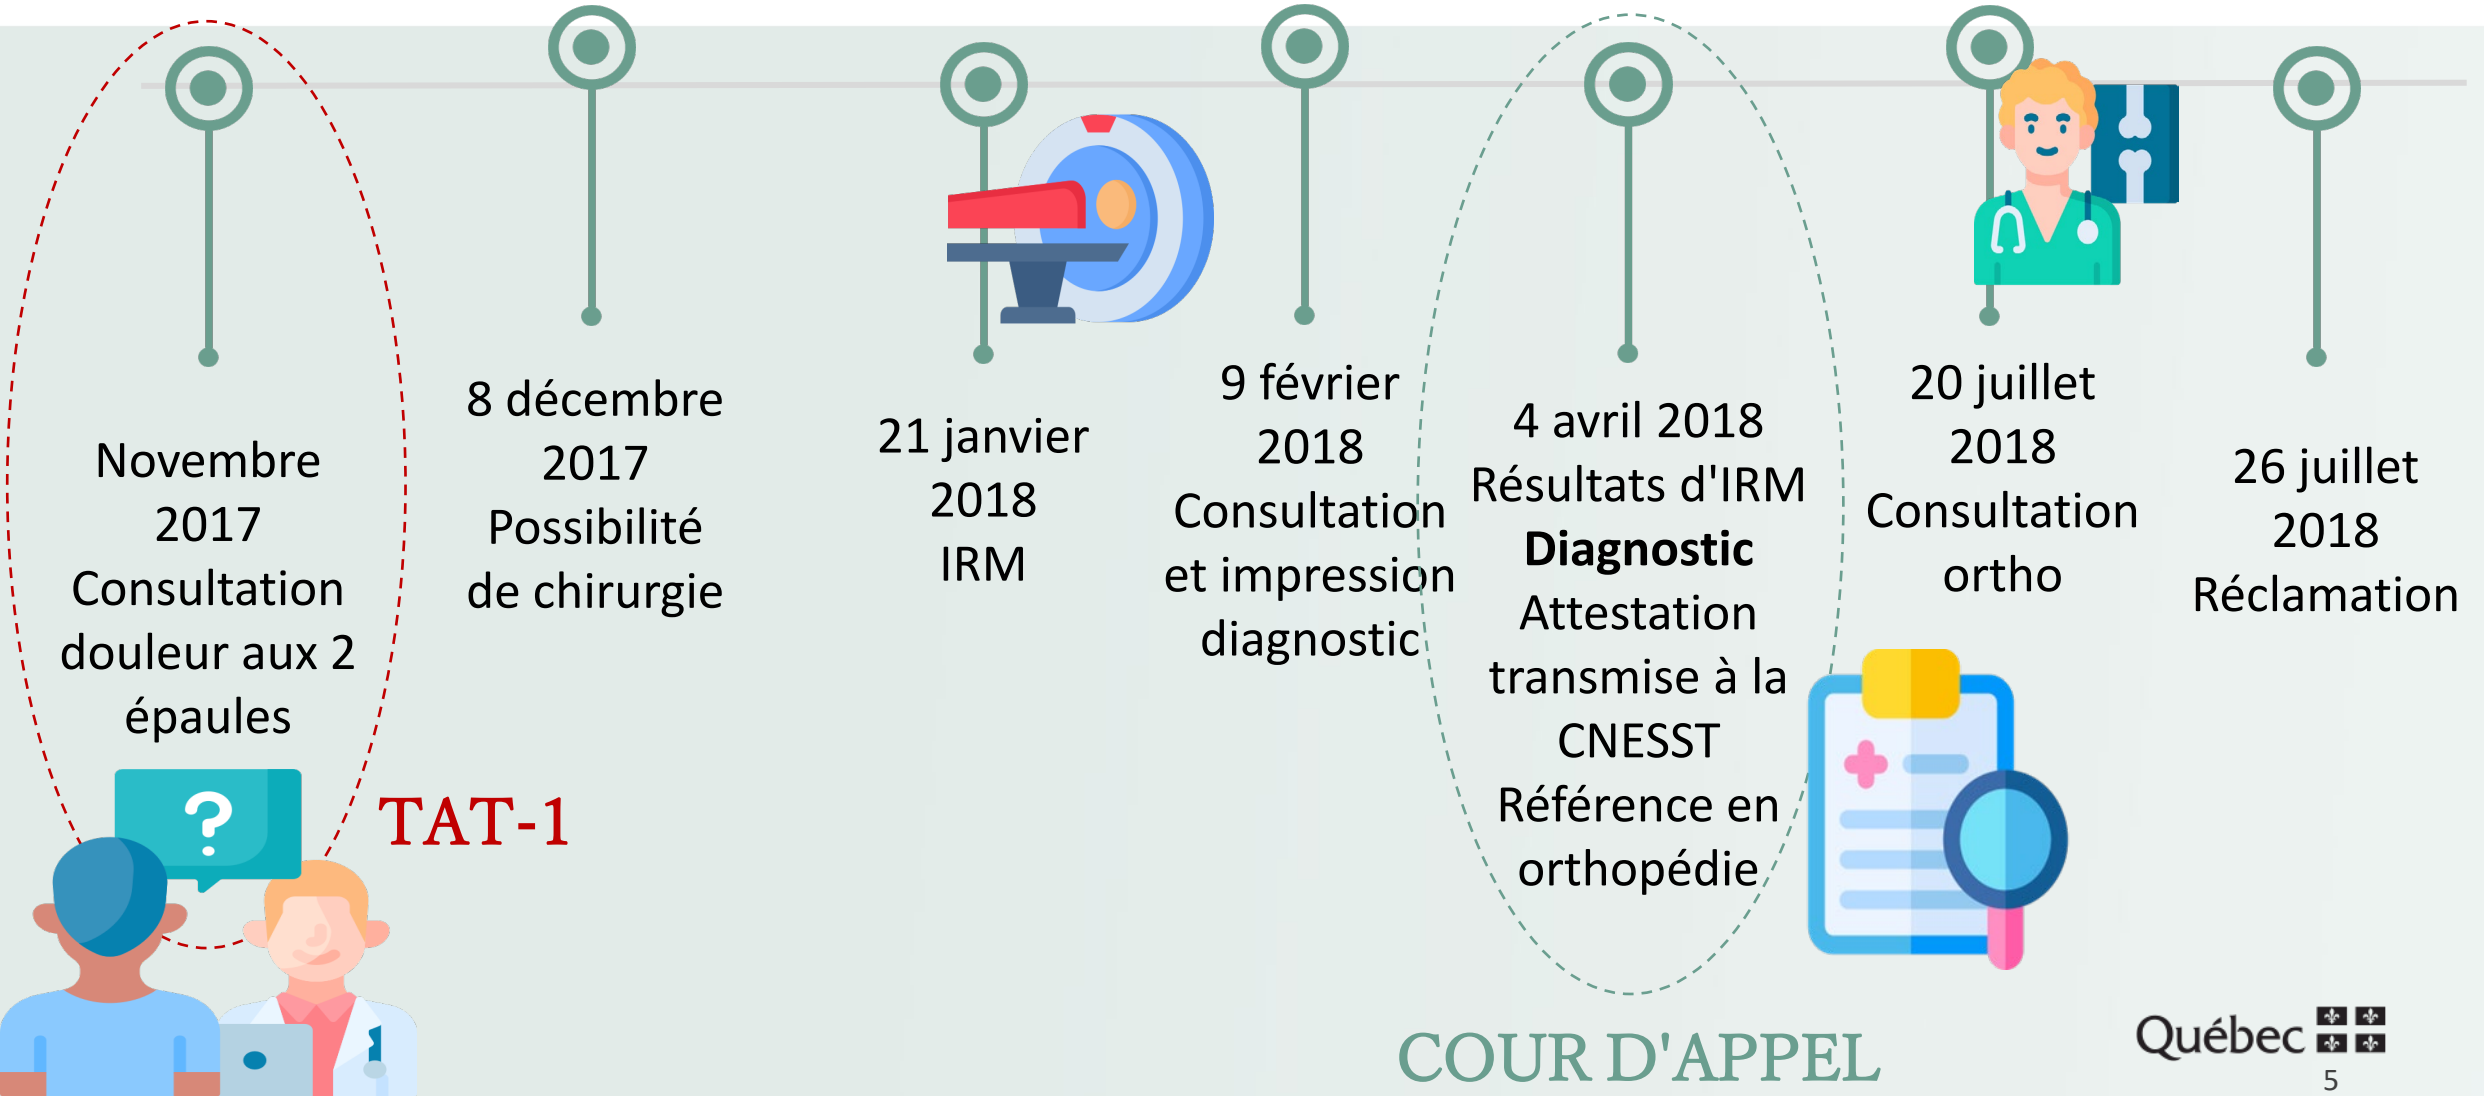 Novembre
2017
Consultation
douleur aux 2
épaules
TAT-1
8 décembre
2017
Possibilité
de chirurgie
21 janvier
2018
IRM
9 février
2018
Consultation
et impression
diagnostic
4 avril 2018
Résultats d'IRM
Diagnostic
Attestation
transmise à la
CNESST
Référence en
orthopédie
COUR D'APPEL
20 juillet
2018
Consultation
ortho
26 juillet
2018
Réclamation
?
Québec
5